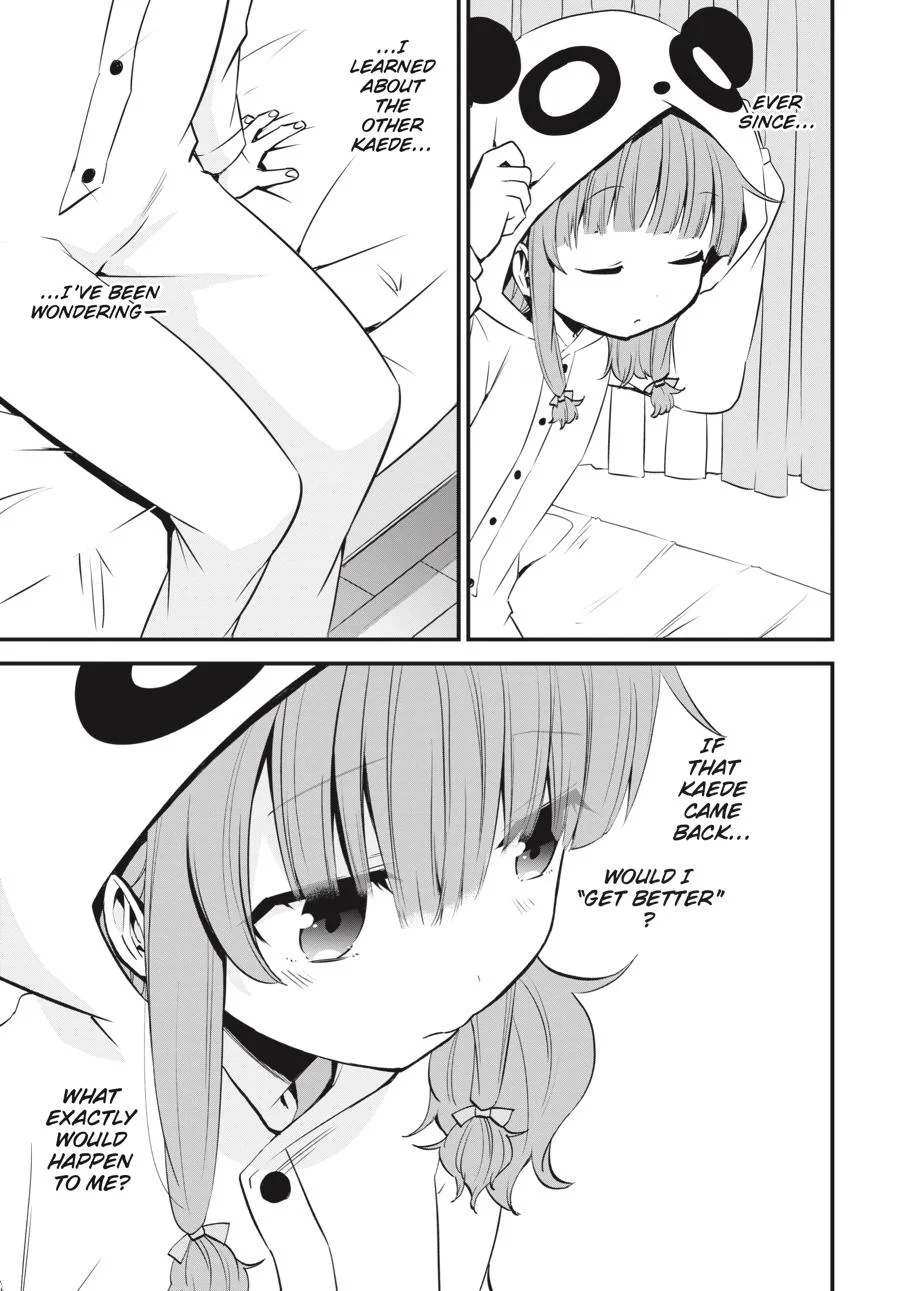 EVER
SINCE...
...I
LEARNED
ABOUT
THE
OTHER
KAEDE...
...I'VE BEEN
WONDERING—
IF
THAT
KAEDE
CAME
BACK...
WOULD I
"GET BETTER"
?
WHAT
EXACTLY
WOULD
HAPPEN
TO ME?